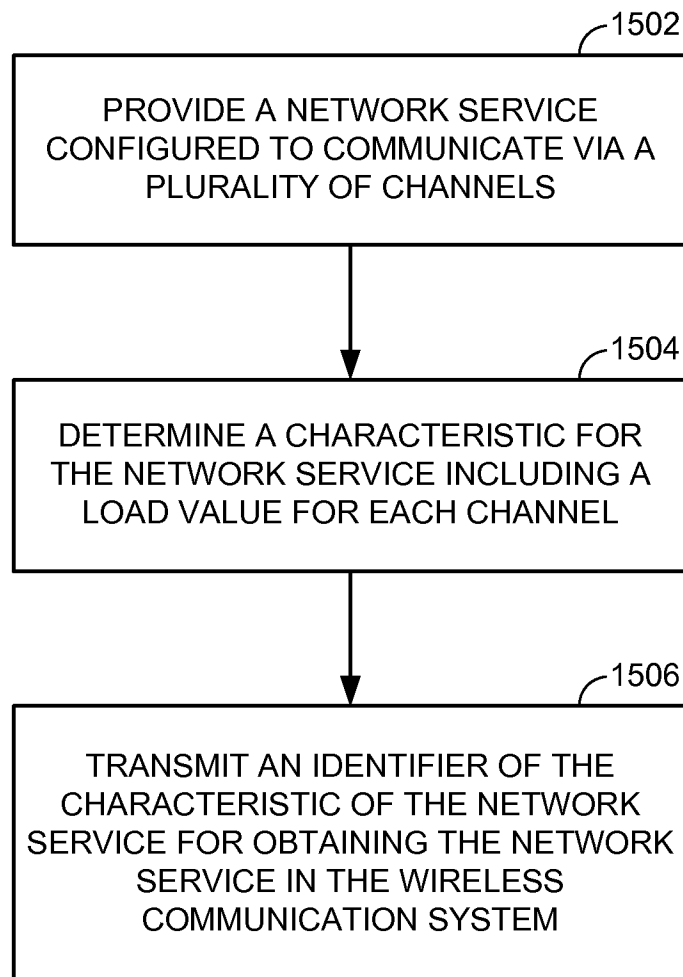 1502
PROVIDE A NETWORK SERVICE
CONFIGURED TO COMMUNICATE VIA A
PLURALITY OF CHANNELS
1504
DETERMINE A CHARACTERISTIC FOR
THE NETWORK SERVICE INCLUDING A
LOAD VALUE FOR EACH CHANNEL
1506
TRANSMIT AN IDENTIFIER OF THE
CHARACTERISTIC OF THE NETWORK
SERVICE FOR OBTAINING THE NETWORK
SERVICE IN THE WIRELESS
COMMUNICATION SYSTEM